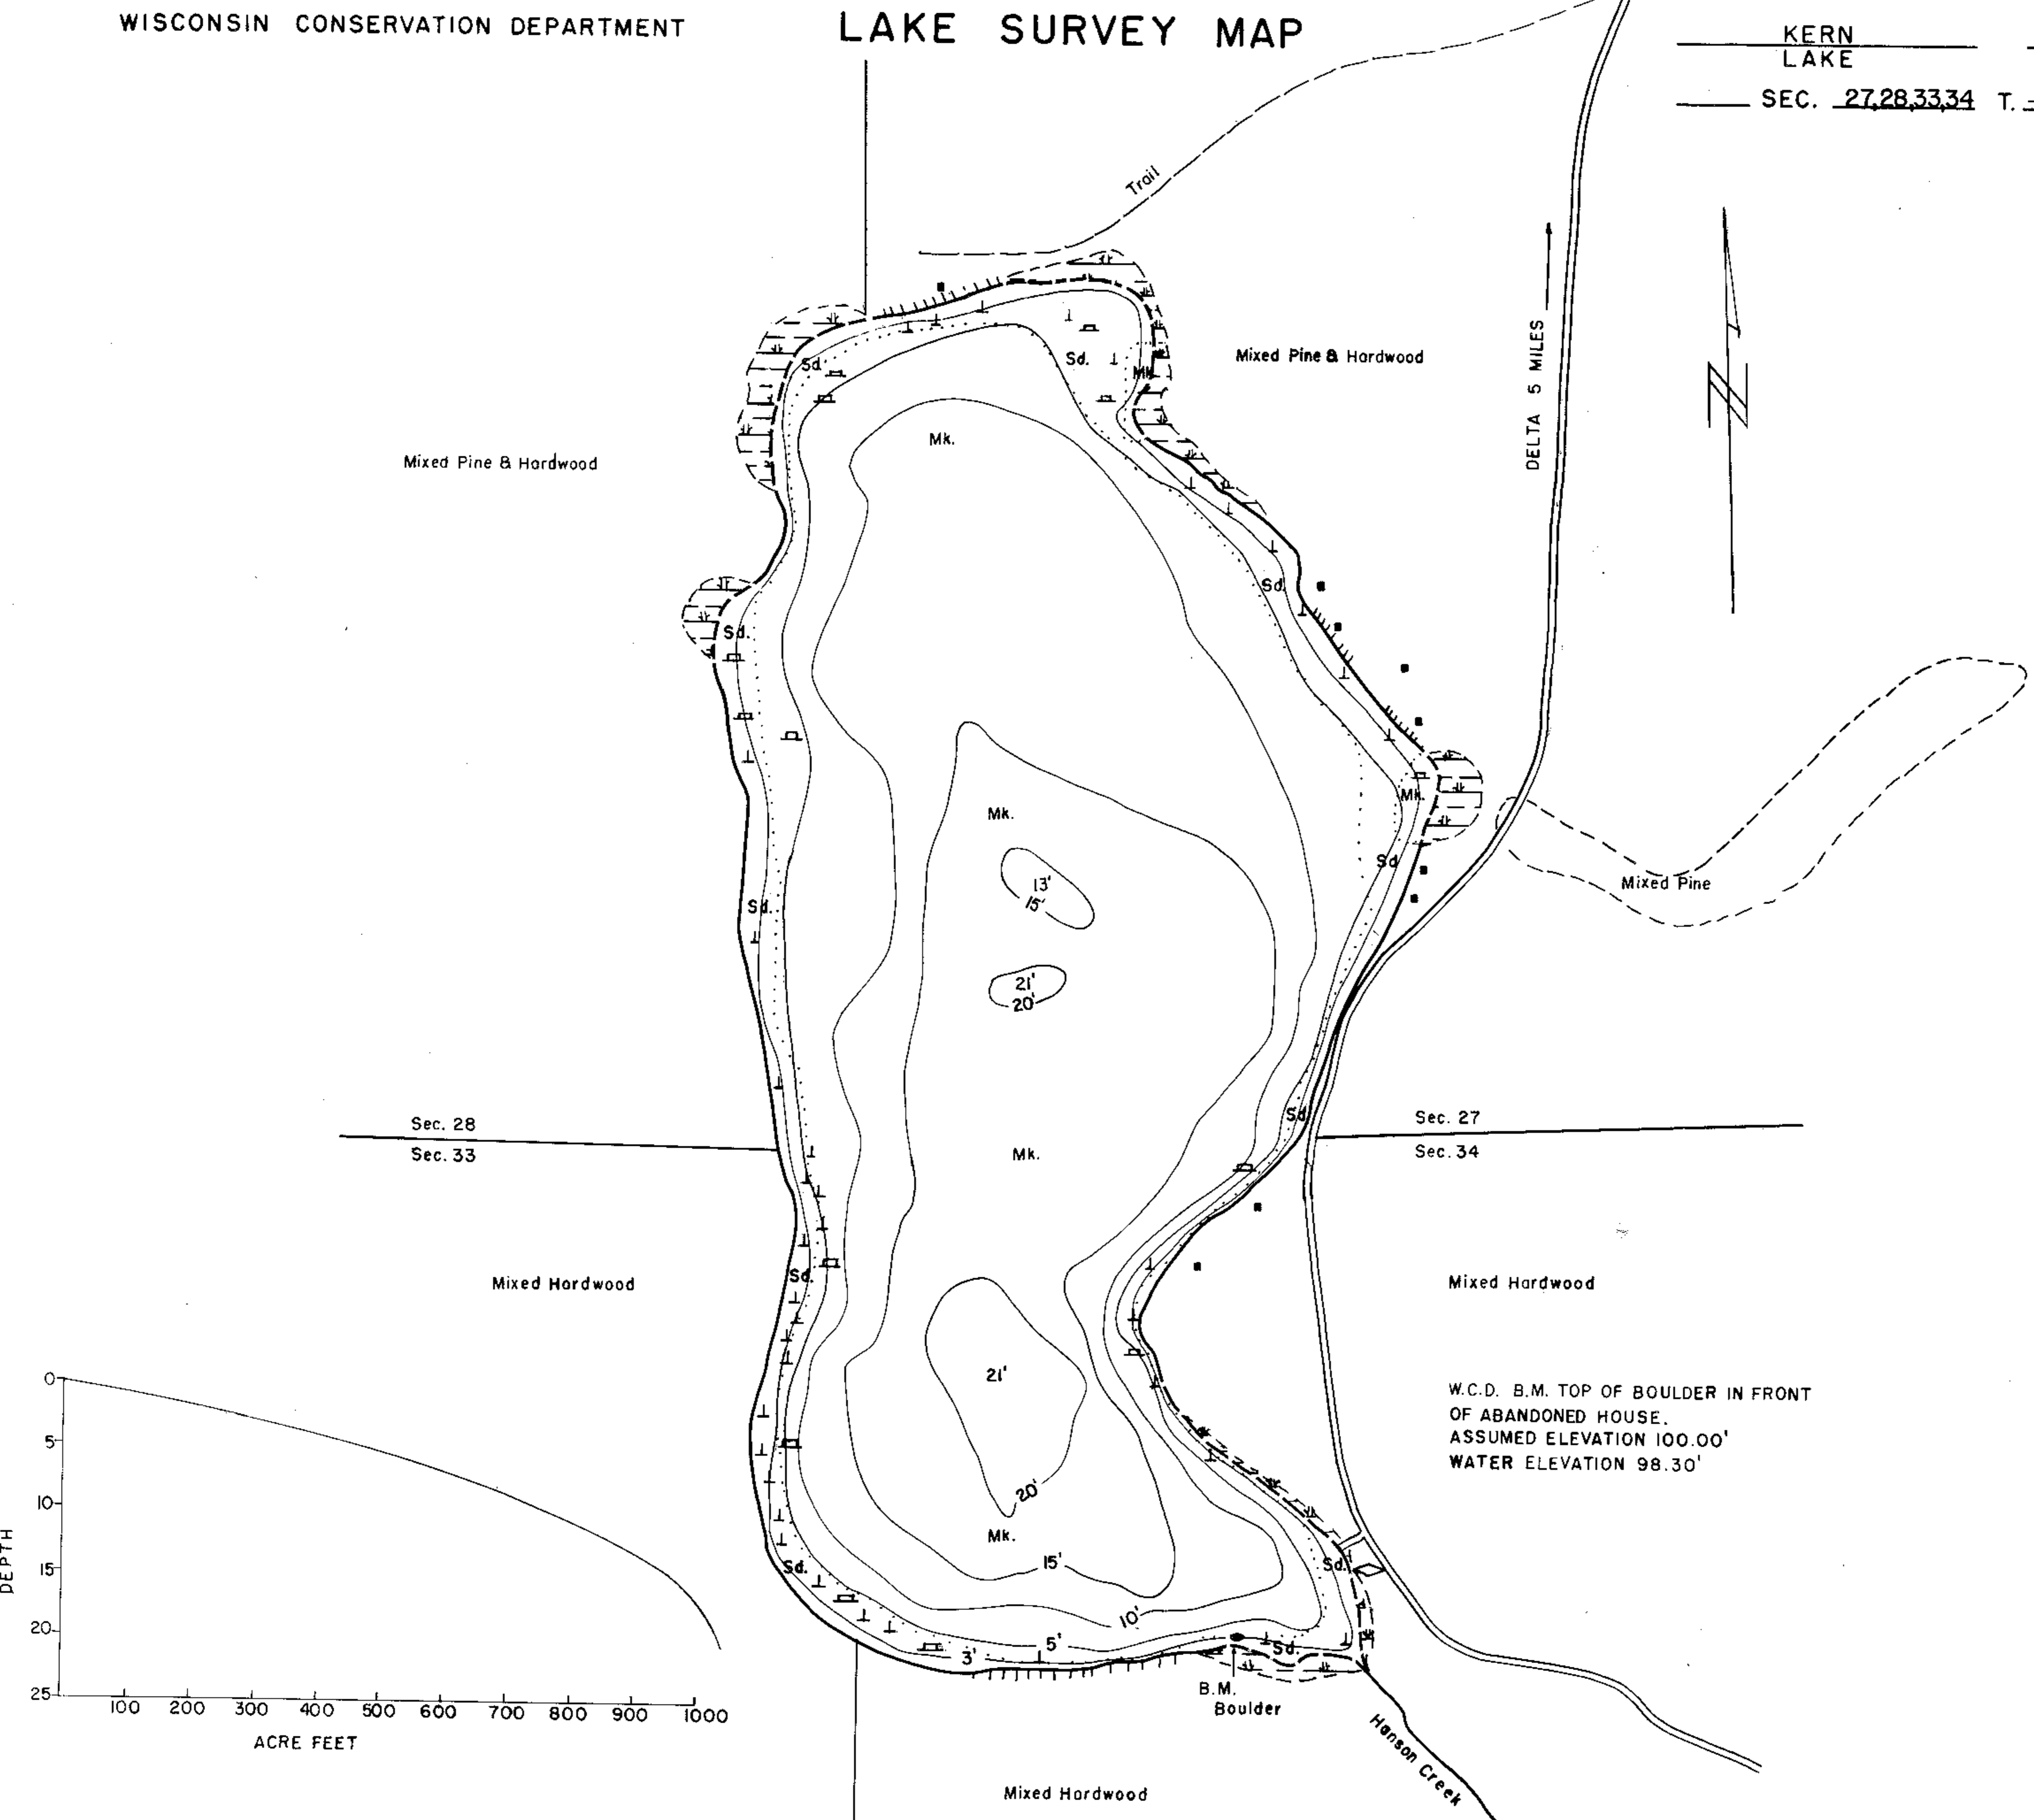 WISCONSIN CONSERVATION DEPARTMENT
LAKE SURVEY MAP
KERN
LAKE
SEC. 27,28,33,34 T.
Trail
N
DELTA 5 MILES
Mixed Pine & Hardwood
Mixed Pine & Hardwood
Sd.
Sd.
Mk.
Mk.
Sd.
Sd.
Mk.
Mk.
Sd
13'
15'
Mixed Pine
Sd.
21'
20'
Sd.
Sec. 28
Sec. 27
Sec. 33
Mk.
Sec. 34
Sd.
Mixed Hardwood
Mixed Hardwood
21'
W.C.D. B.M. TOP OF BOULDER IN FRONT
OF ABANDONED HOUSE.
ASSUMED ELEVATION 100.00'
WATER ELEVATION 98.30'
20'
Mk.
15'
Sd.
Sd.
10'
5'
3'
Sd.
B.M.
Boulder
Hanson Creek
Mixed Hardwood
DEPTH
0
5
10
15
20
25
100 200 300 400 500 600 700 800 900 1000
ACRE FEET